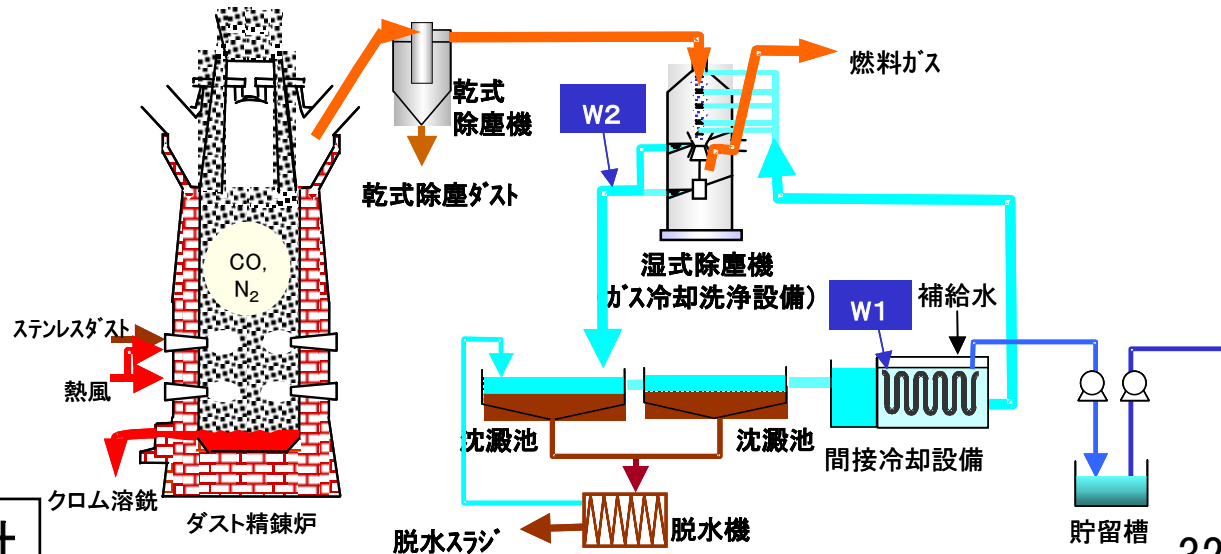 燃料ガス
乾式
除塵機
W2
乾式除塵ダスト
CO,
N₂
湿式除塵機
ガス冷却洗浄設備)
補給水
W1
ステンレスダスト
熱風
沈澱池
沈澱池
間接冷却設備
クロム溶銑
ダスト精錬炉
脱水機
脱水スラジ
貯留槽